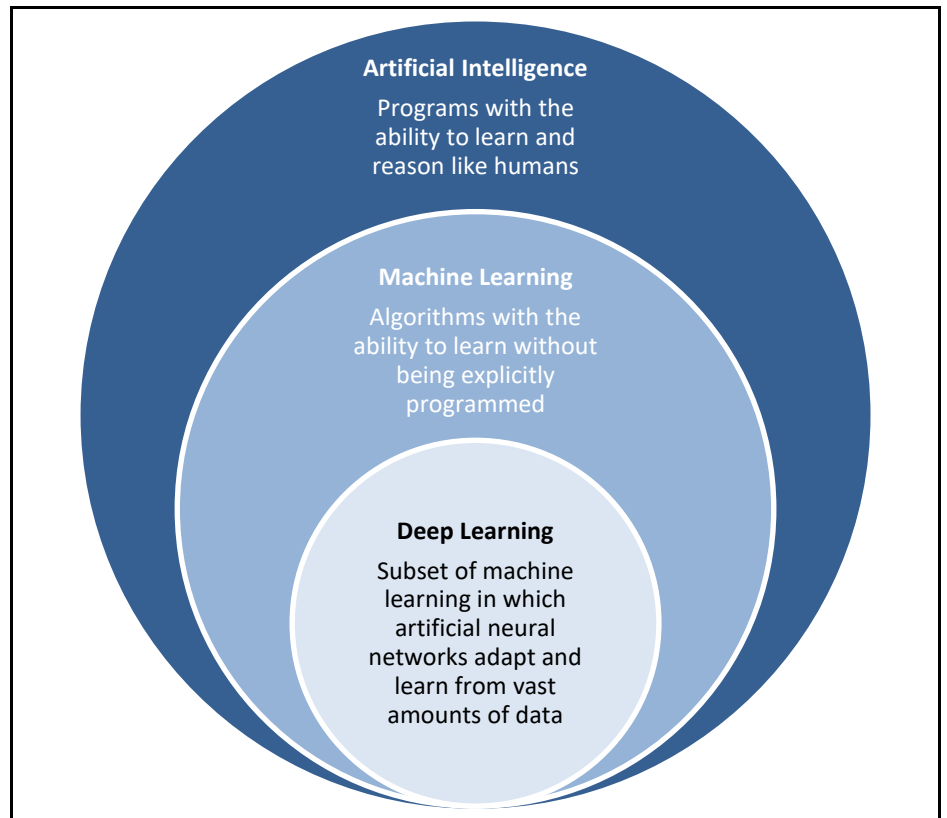 Artificial Intelligence
Programs with the
ability to learn and
reason like humans
Machine Learning
Algorithms with the
ability to learn without
being explicitly
programmed
Deep Learning
Subset of machine
learning in which
artificial neural
networks adapt and
learn from vast
amounts of data